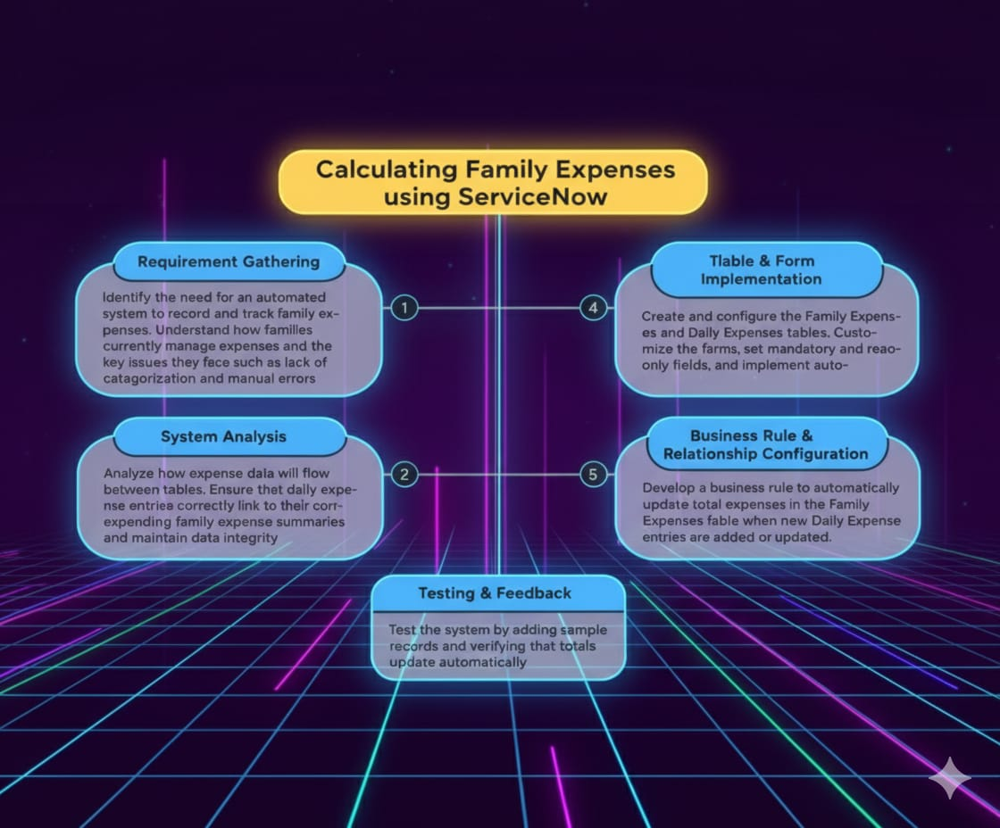 Calculating Family Expenses
using ServiceNow
Requirement Gathering
Identify the need for an automated
system to record and track family ex-
penses. Understand how families
currently manage expenses and the
key issues they face such as lack of
catagorization and manual errors
1
System Analysis
Analyze how expense daia will flow
between tables. Ensure thet daily expe-
nse entries correctly link to their corr-
expending family expense summaries
and maintain data integrity
2
Tlable & Form
Implementation
Create and configure the Family Expens-
es and Daily Expenses tables. Custo-
mize the farms, set mandatory and reao-
only fields, and implement auto-
4
Business Rule &
Relationship Configuration
Develop a business rule to automatically
update total expenses in the Family
Expenses fable when new Daily Expense
entries are added or updated.
5
Testing & Feedback
Test the system by adding sample
records and verifying that totals
update automatically